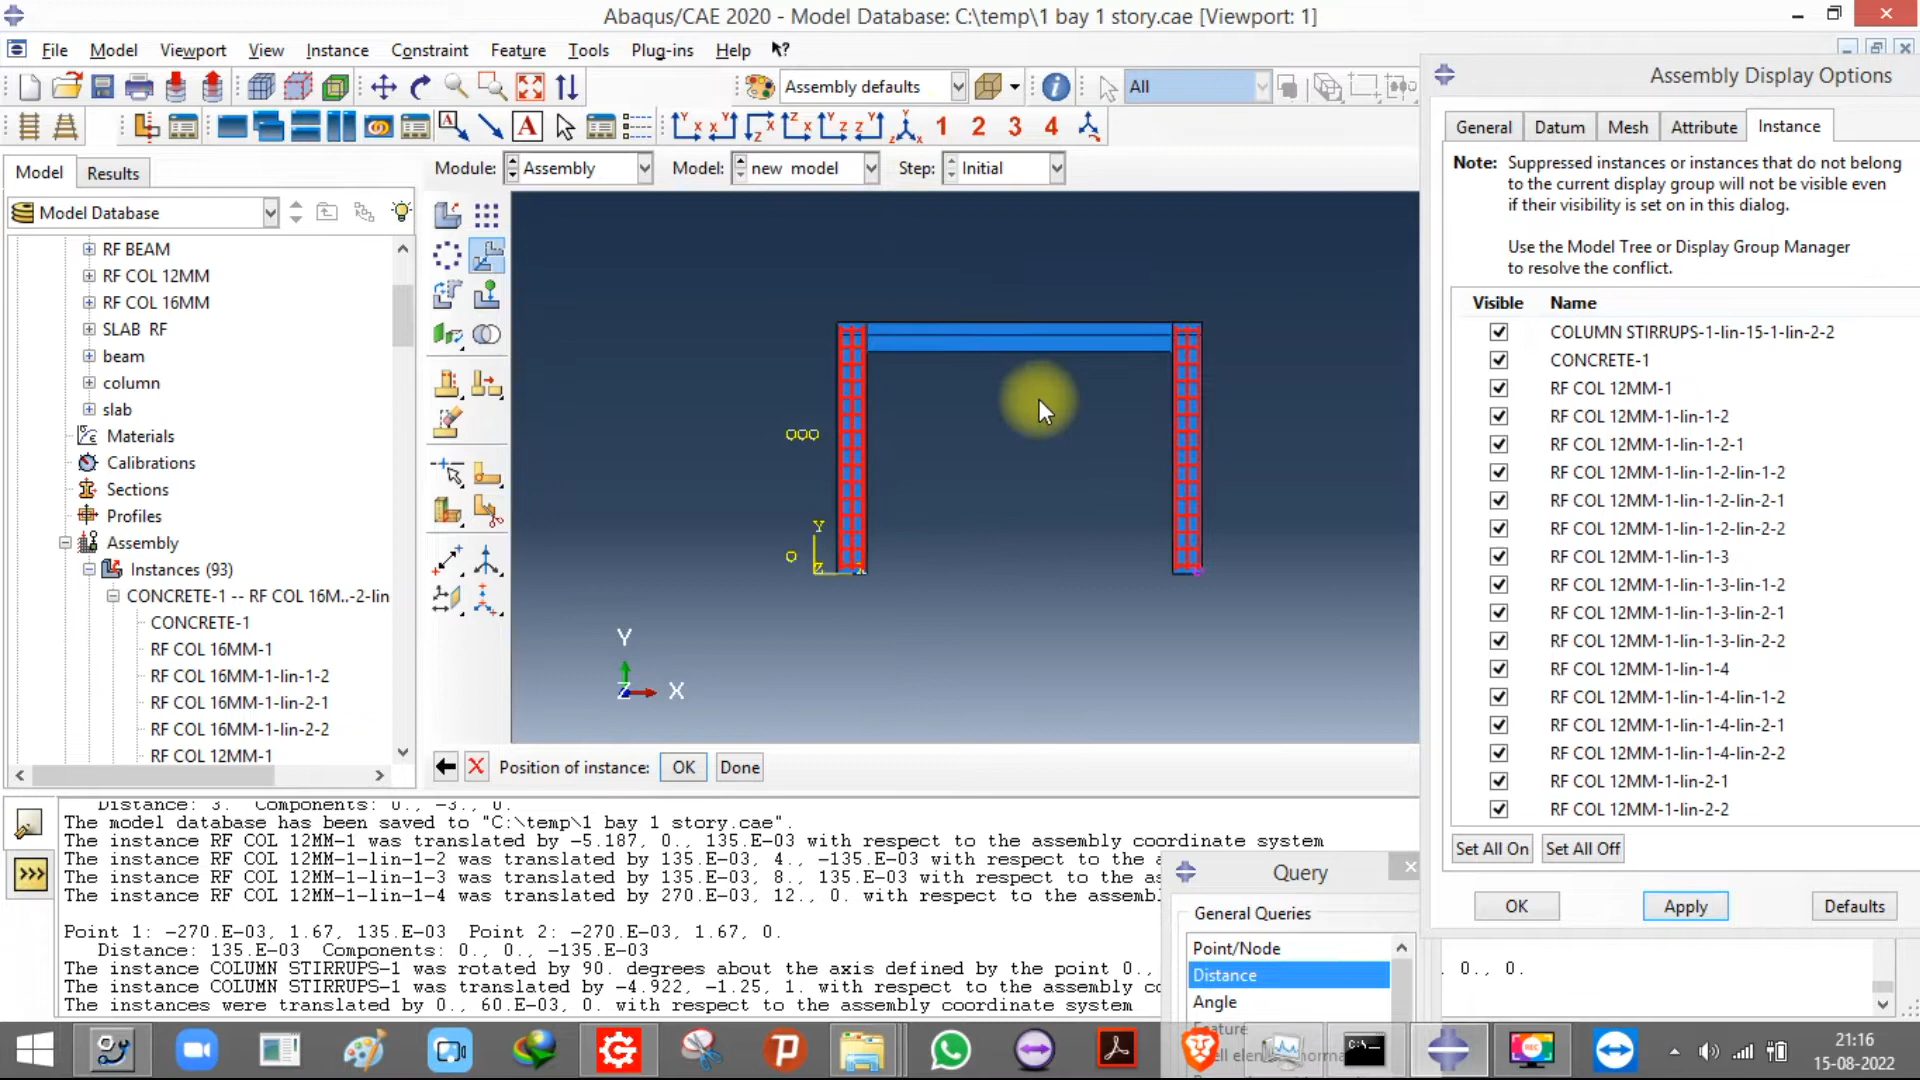 Abaqus/CAE 2020 - Model Database: C:\temp\1 bay 1 story.cae [Viewport: 1]
File Model Viewport View Instance Constraint Feature Tools Plug-ins Help
Assembly defaults
All
1 2 3 4
Model Results
Module: Assembly Model: new model Step: Initial
Model Database
RF BEAM
RF COL 12MM
RF COL 16MM
SLAB RF
beam
column
slab
Materials
Calibrations
Sections
Profiles
Assembly
Instances (93)
CONCRETE-1 -- RF COL 16M..-2-lin
CONCRETE-1
RF COL 16MM-1
RF COL 16MM-1-lin-1-2
RF COL 16MM-1-lin-2-1
RF COL 16MM-1-lin-2-2
RF COL 12MM-1
Y
Z
Y
Z X
Position of instance: OK Done
Assembly Display Options
General Datum Mesh Attribute Instance
Note: Suppressed instances or instances that do not belong
to the current display group will not be visible even
if their visibility is set on in this dialog.
Use the Model Tree or Display Group Manager
to resolve the conflict.
Visible Name
COLUMN STIRRUPS-1-lin-15-1-lin-2-2
CONCRETE-1
RF COL 12MM-1
RF COL 12MM-1-lin-1-2
RF COL 12MM-1-lin-1-2-1
RF COL 12MM-1-lin-1-2-lin-1-2
RF COL 12MM-1-lin-1-2-lin-2-1
RF COL 12MM-1-lin-1-2-lin-2-2
RF COL 12MM-1-lin-1-3
RF COL 12MM-1-lin-1-3-lin-1-2
RF COL 12MM-1-lin-1-3-lin-2-1
RF COL 12MM-1-lin-1-3-lin-2-2
RF COL 12MM-1-lin-1-4
RF COL 12MM-1-lin-1-4-lin-1-2
RF COL 12MM-1-lin-1-4-lin-2-1
RF COL 12MM-1-lin-1-4-lin-2-2
RF COL 12MM-1-lin-2-1
RF COL 12MM-1-lin-2-2
Set All On Set All Off
OK Apply Defaults
Distance: 3. Components: 0., -3., 0.
The model database has been saved to "C:\temp\1 bay 1 story.cae".
The instance RF COL 12MM-1 was translated by -5.187, 0., 135.E-03 with respect to the assembly coordinate system
The instance RF COL 12MM-1-lin-1-2 was translated by 135.E-03, 4., -135.E-03 with respect to the a
The instance RF COL 12MM-1-lin-1-3 was translated by 135.E-03, 8., 135.E-03 with respect to the as
The instance RF COL 12MM-1-lin-1-4 was translated by 270.E-03, 12., 0. with respect to the assembl
Point 1: -270.E-03, 1.67, 135.E-03 Point 2: -270.E-03, 1.67, 0.
Distance: 135.E-03 Components: 0., 0., -135.E-03
The instance COLUMN STIRRUPS-1 was rotated by 90. degrees about the axis defined by the point 0.,
. 0., 0.
The instance COLUMN STIRRUPS-1 was translated by -4.922, -1.25, 1. with respect to the assembly co
The instances were translated by 0., 60.E-03, 0. with respect to the assembly coordinate system
Query
General Queries
Point/Node
Distance
Angle
Feature
21:16
15-08-2022